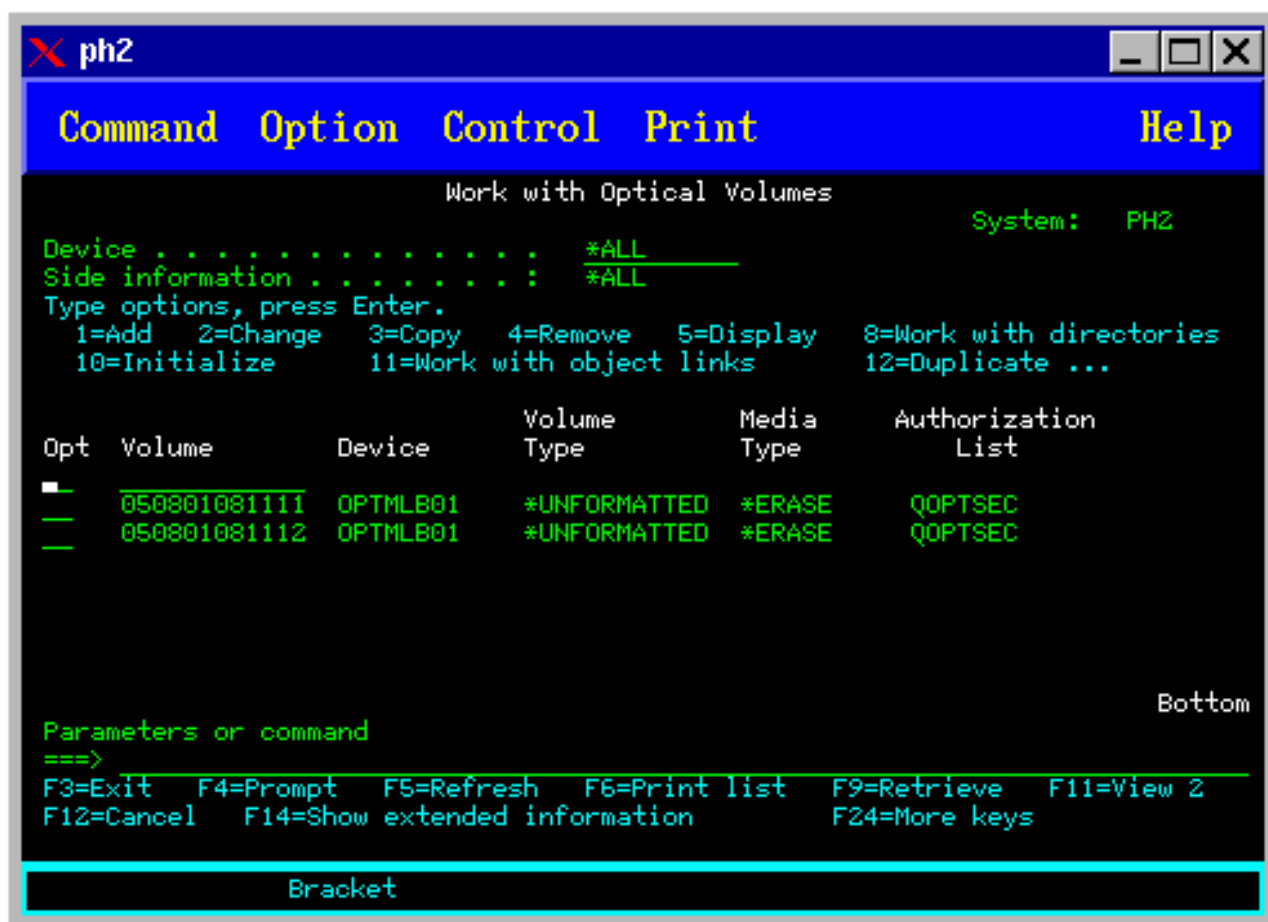 ph2
Command Option Control Print Help
Work with Optical Volumes
System: PH2
Device . . . . . . . . . . . . . *ALL
Side information . . . . . . . : *ALL
Type options, press Enter.
1=Add 2=Change 3=Copy 4=Remove 5=Display 8=Work with directories
10=Initialize 11=Work with object links 12=Duplicate ...
Volume Media Authorization
Opt Volume Device Type Type List
050801081111 OPTMLB01 *UNFORMATTED *ERASE QOPTSEC
050801081112 OPTMLB01 *UNFORMATTED *ERASE QOPTSEC
Bottom
Parameters or command
===>
F3=Exit F4=Prompt F5=Refresh F6=Print list F9=Retrieve F11=View 2
F12=Cancel F14=Show extended information F24=More keys
Bracket